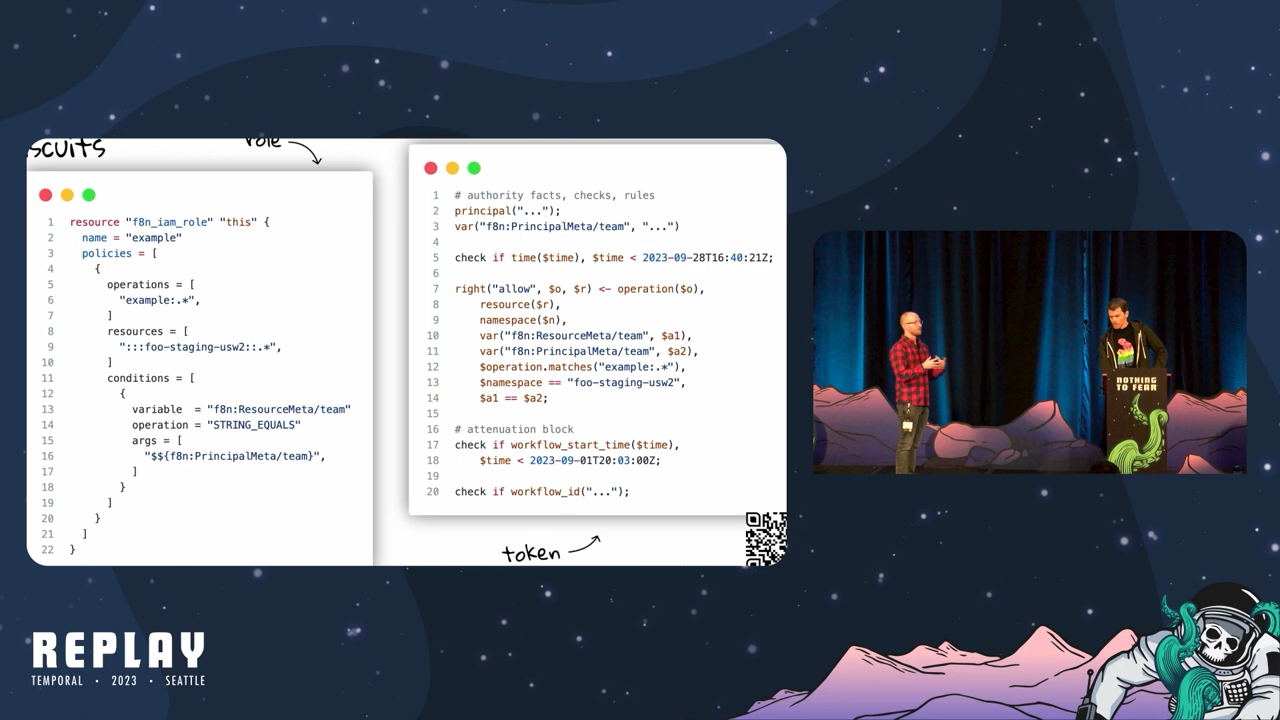 scuits
role
1 resource "f8n_iam_role" "this" {
2   name = "example"
3   policies = [
4     {
5       operations = [
6         "example:.*",
7       ]
8       resources = [
9         ":::foo-staging-usw2::.*",
10       ]
11       conditions = [
12         {
13           variable  = "f8n:ResourceMeta/team"
14           operation = "STRING_EQUALS"
15           args = [
16             "$${f8n:PrincipalMeta/team}",
17           ]
18         }
19       ]
20     }
21   ]
22 }
1 # authority facts, checks, rules
2 principal("...");
3 var("f8n:PrincipalMeta/team", "...")
4
5 check if time($time), $time < 2023-09-28T16:40:21Z;
6
7 right("allow", $o, $r) <- operation($o),
8     resource($r),
9     namespace($n),
10     var("f8n:ResourceMeta/team", $a1),
11     var("f8n:PrincipalMeta/team", $a2),
12     $operation.matches("example:.*"),
13     $namespace == "foo-staging-usw2",
14     $a1 == $a2;
15
16 # attenuation block
17 check if workflow_start_time($time),
18     $time < 2023-09-01T20:03:00Z;
19
20 check if workflow_id("...");
token
NOTHING
TO FEAR
REPLAY
TEMPORAL • 2023 • SEATTLE